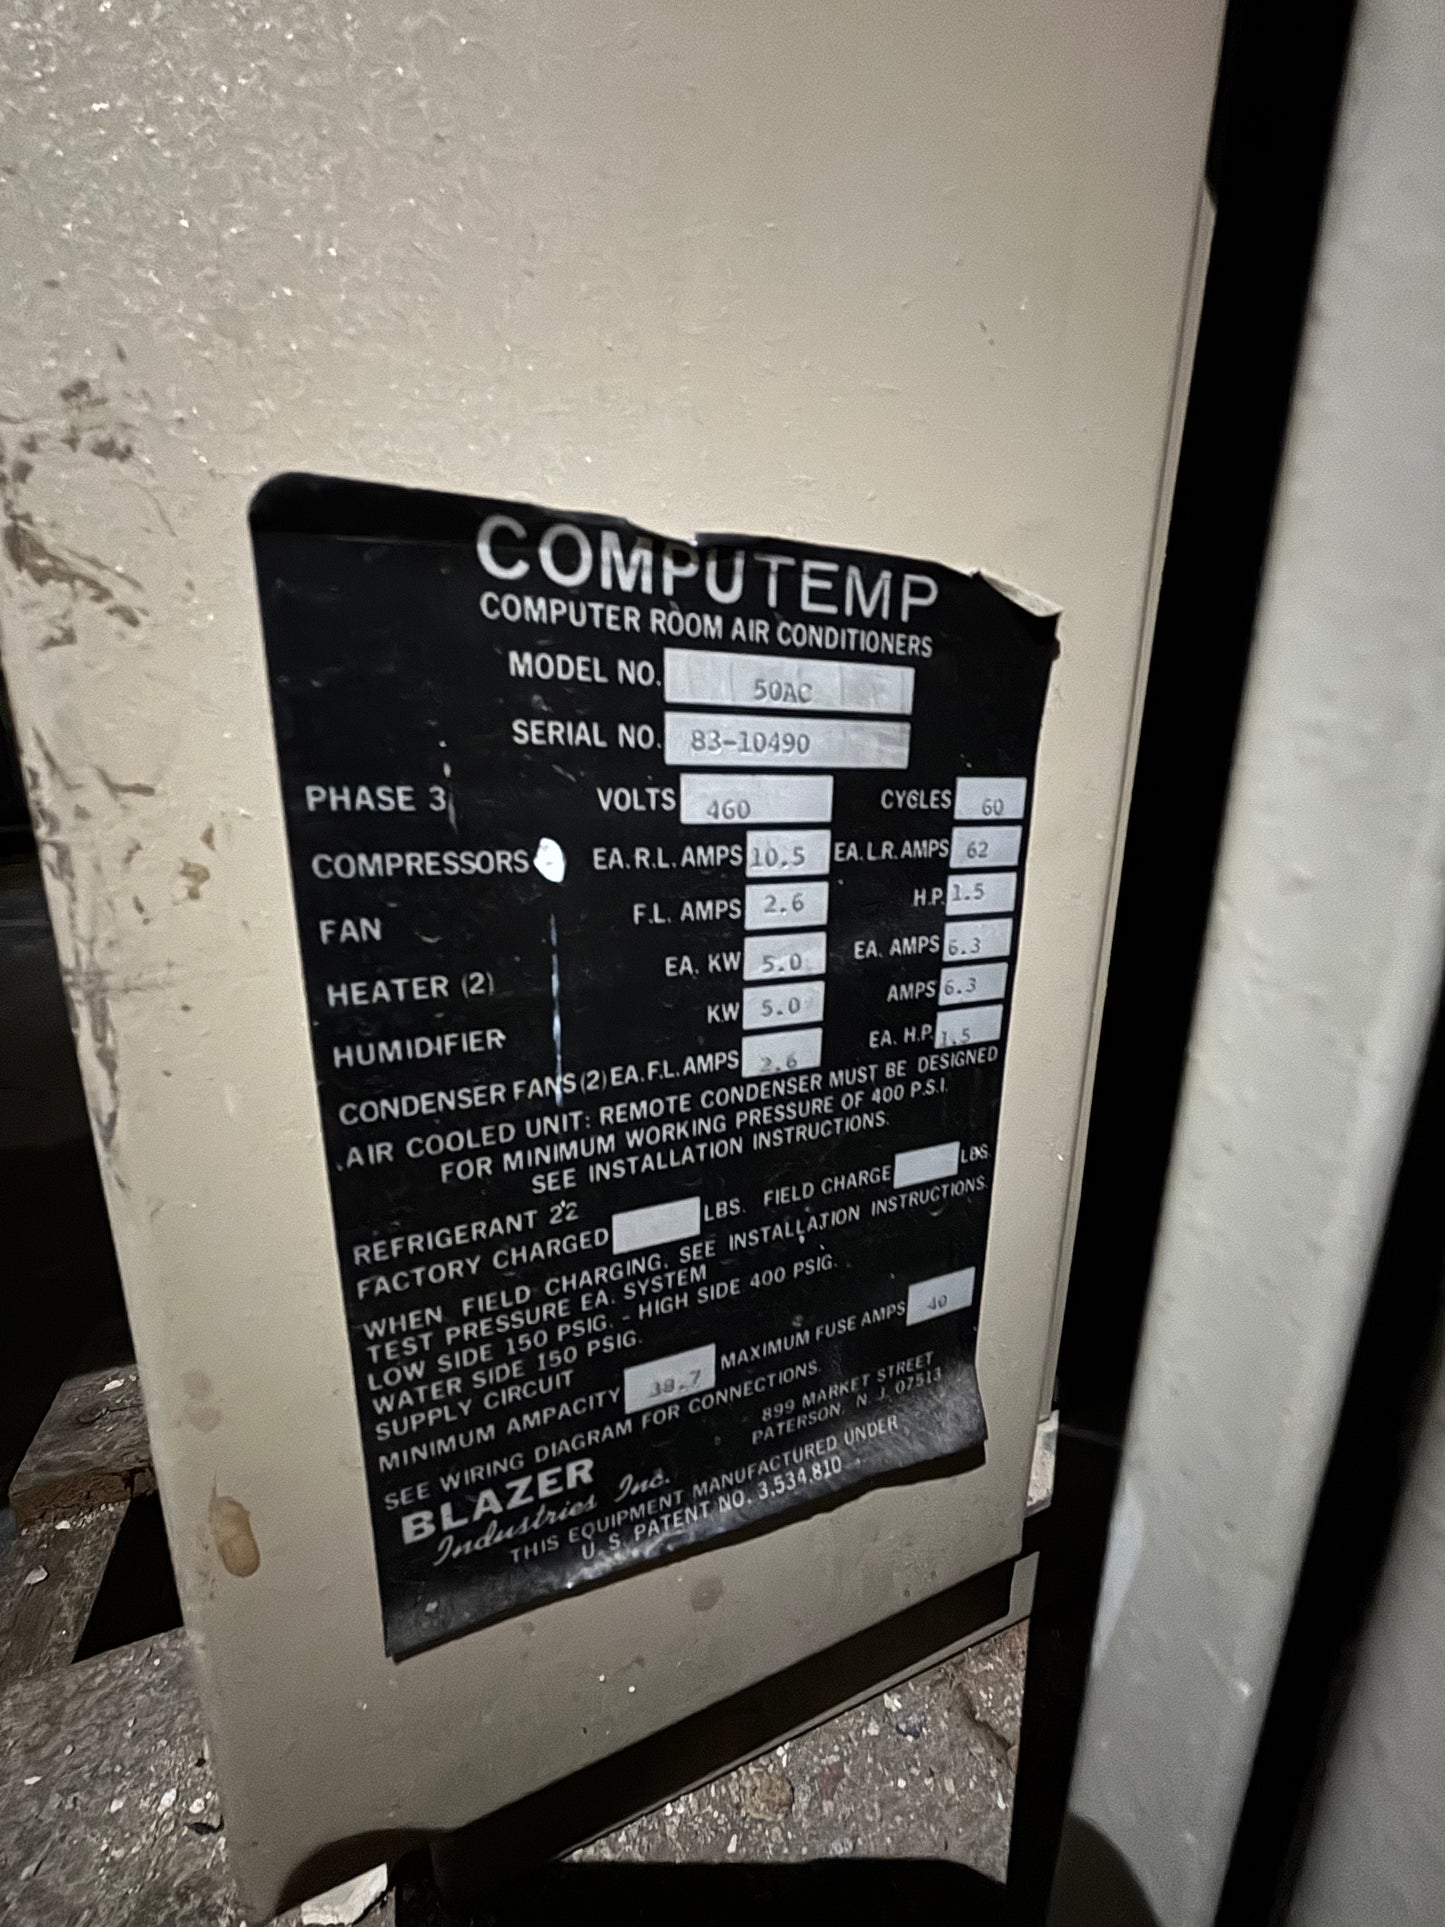 COMPUTEMP
COMPUTER ROOM AIR CONDITIONERS
MODEL NO. 50AC
SERIAL NO. 83-10490
PHASE 3 VOLTS 460 CYCLES 60
COMPRESSORS EA. R.L. AMPS 10.5 EA. L.R. AMPS 62
FAN F.L. AMPS 2.6 H.P. 1.5
HEATER (2) EA. KW 5.0 EA. AMPS 6.3
HUMIDIFIER KW 5.0 AMPS 6.3
CONDENSER FANS (2) EA. F.L. AMPS 2.6 EA. H.P. 1.5
AIR COOLED UNIT: REMOTE CONDENSER MUST BE DESIGNED
FOR MINIMUM WORKING PRESSURE OF 400 P.S.I.
SEE INSTALLATION INSTRUCTIONS.
REFRIGERANT 22
FACTORY CHARGED LBS. FIELD CHARGE LBS.
WHEN FIELD CHARGING, SEE INSTALLATION INSTRUCTIONS.
TEST PRESSURE EA. SYSTEM
LOW SIDE 150 PSIG. - HIGH SIDE 400 PSIG.
WATER SIDE 150 PSIG.
SUPPLY CIRCUIT
MINIMUM AMPACITY 38.7 MAXIMUM FUSE AMPS 40
SEE WIRING DIAGRAM FOR CONNECTIONS.
BLAZER 899 MARKET STREET
Industries Inc. PATERSON, N.J. 07513
THIS EQUIPMENT MANUFACTURED UNDER
U.S. PATENT NO. 3,534,810